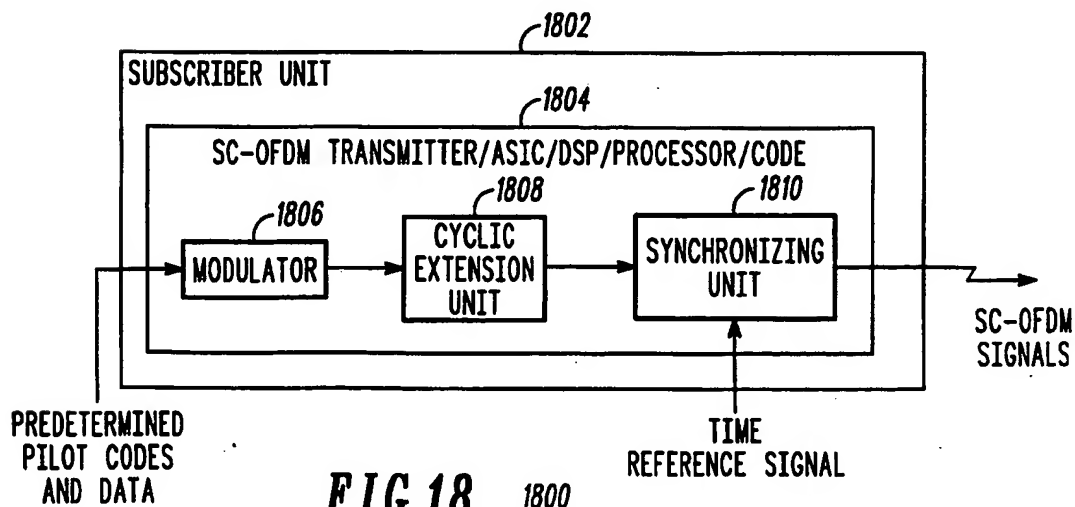 1802
SUBSCRIBER UNIT
1804
SC-OFDM TRANSMITTER/ASIC/DSP/PROCESSOR/CODE
1806
MODULATOR
1808
CYCLIC
EXTENSION
UNIT
1810
SYNCHRONIZING
UNIT
SC-OFDM
SIGNALS
PREDETERMINED
PILOT CODES
AND DATA
TIME
REFERENCE SIGNAL
FIG.18
1800